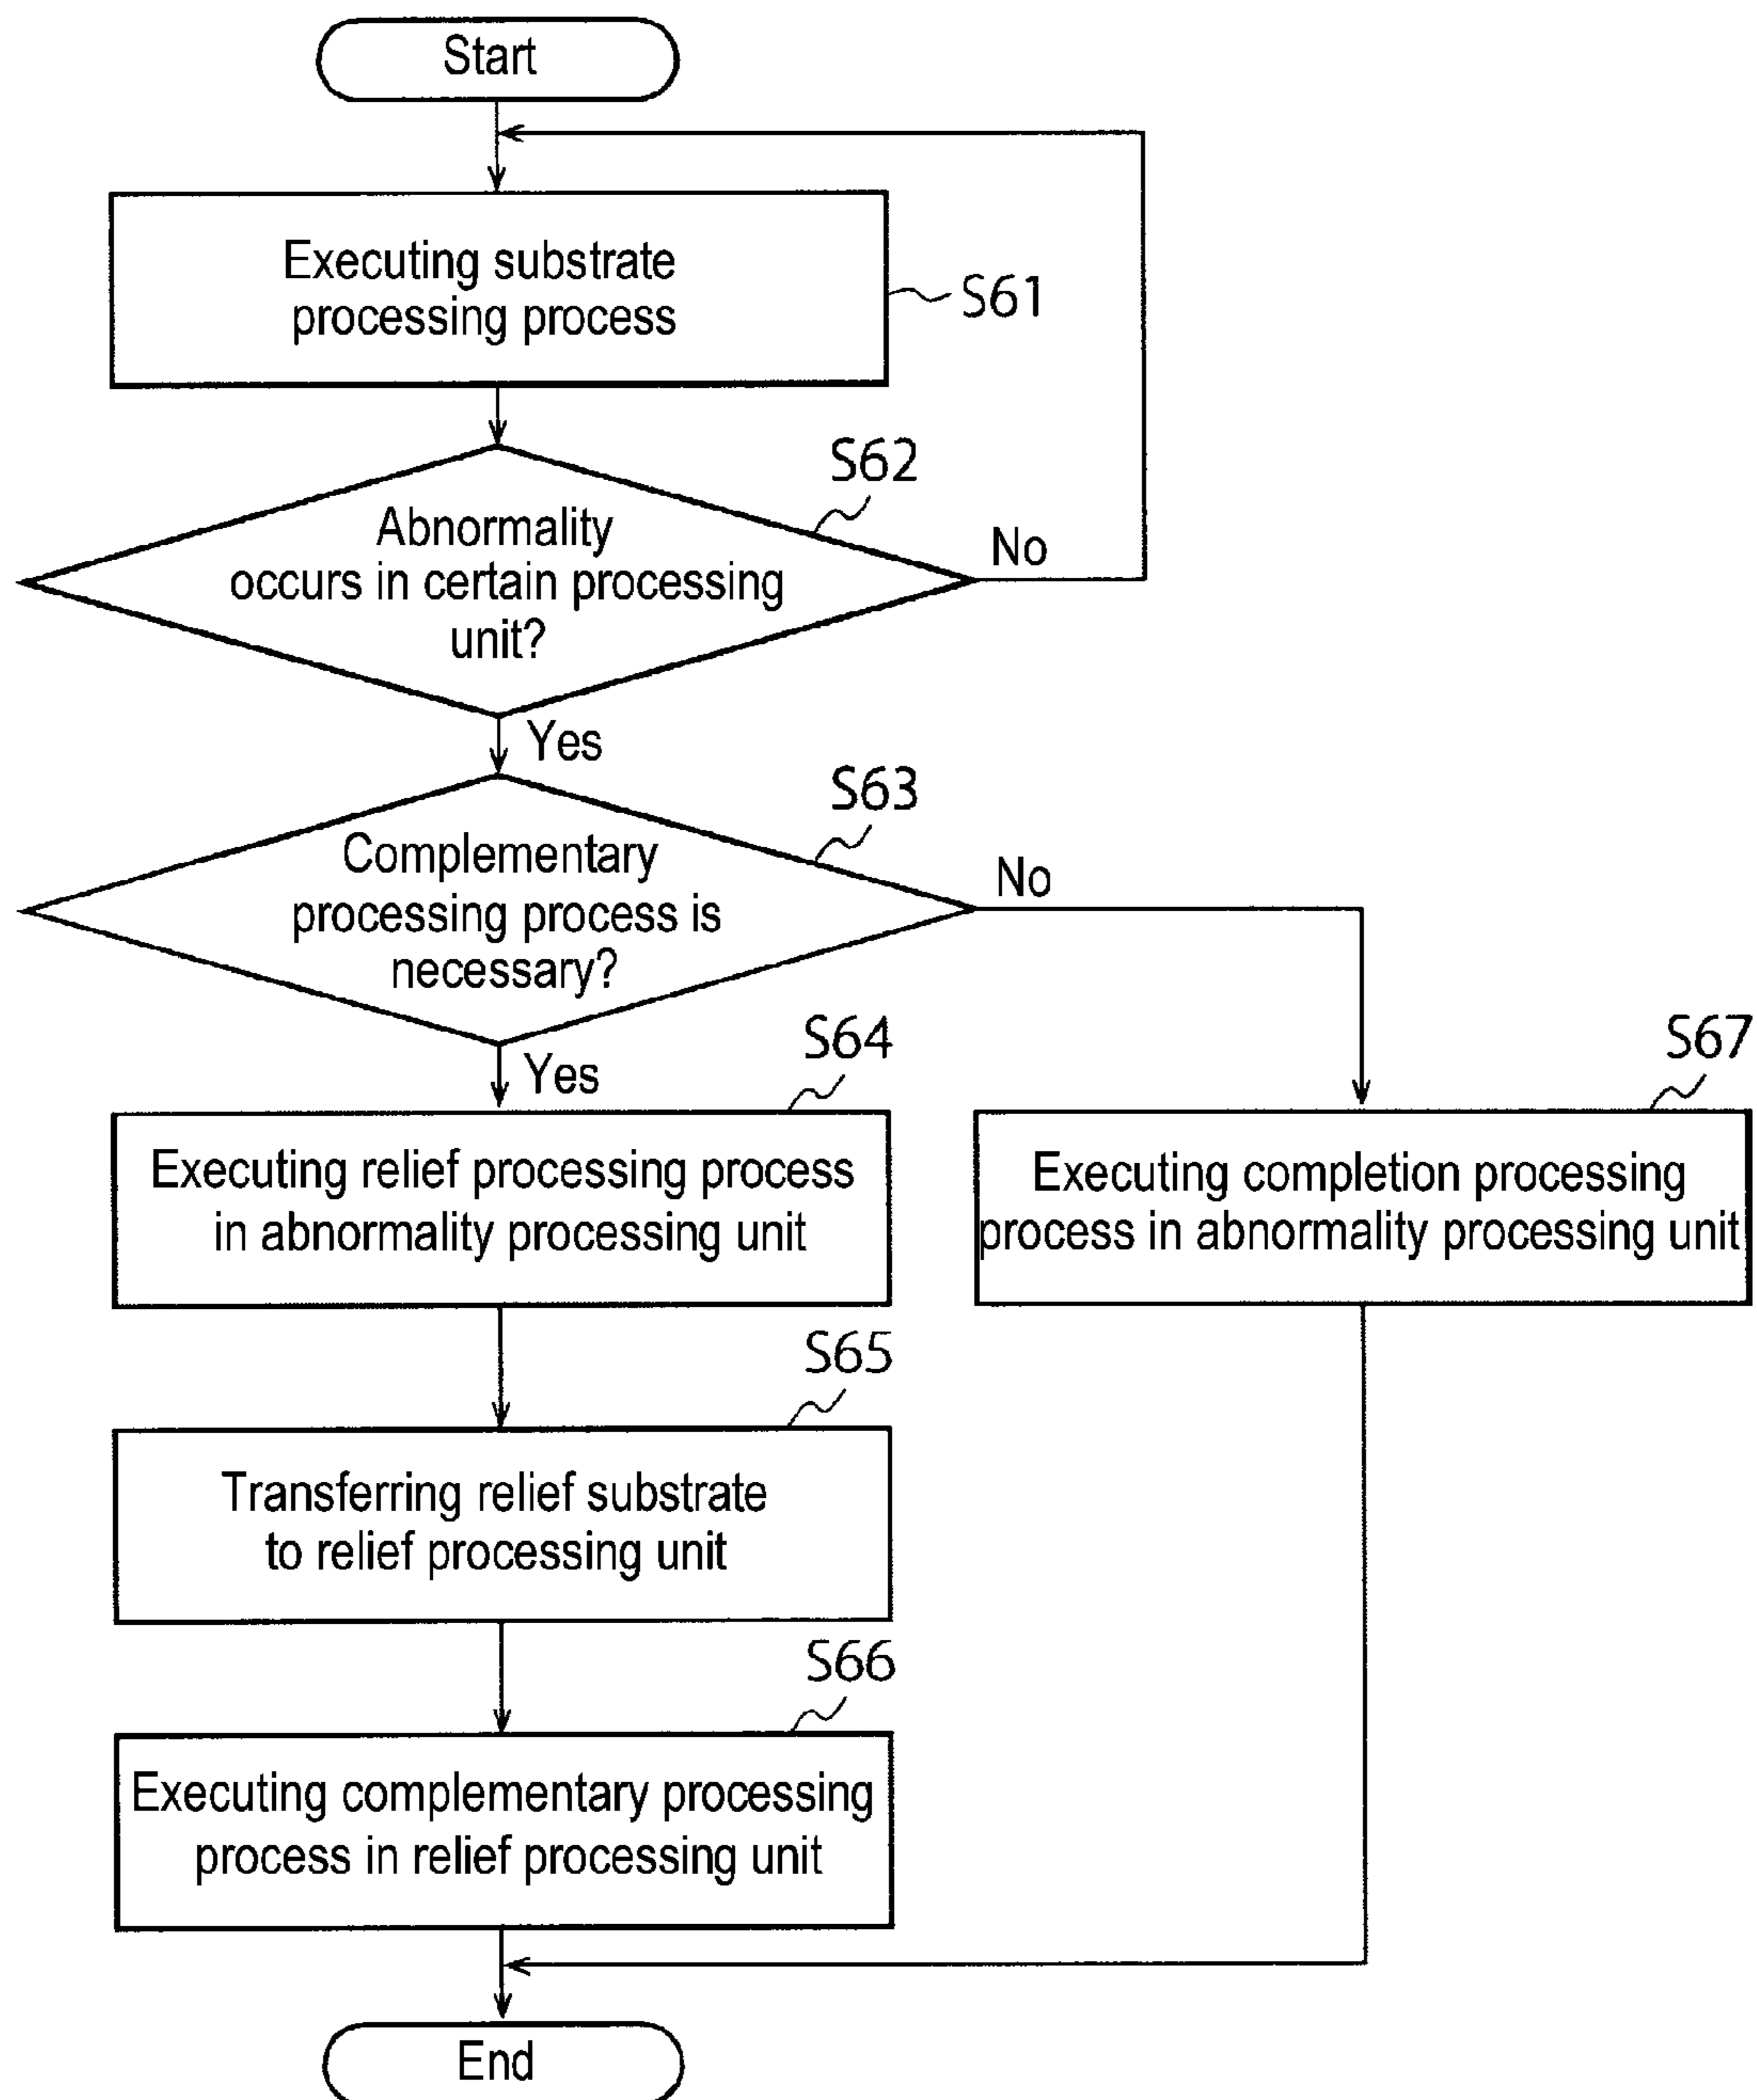 Start
Executing substrate
processing process
S61
S62
Abnormality
occurs in certain processing
unit?
No
Yes
S63
Complementary
processing process is
necessary?
No
Yes
S64
Executing relief processing process
in abnormality processing unit
S67
Executing completion processing
process in abnormality processing unit
S65
Transferring relief substrate
to relief processing unit
S66
Executing complementary processing
process in relief processing unit
End